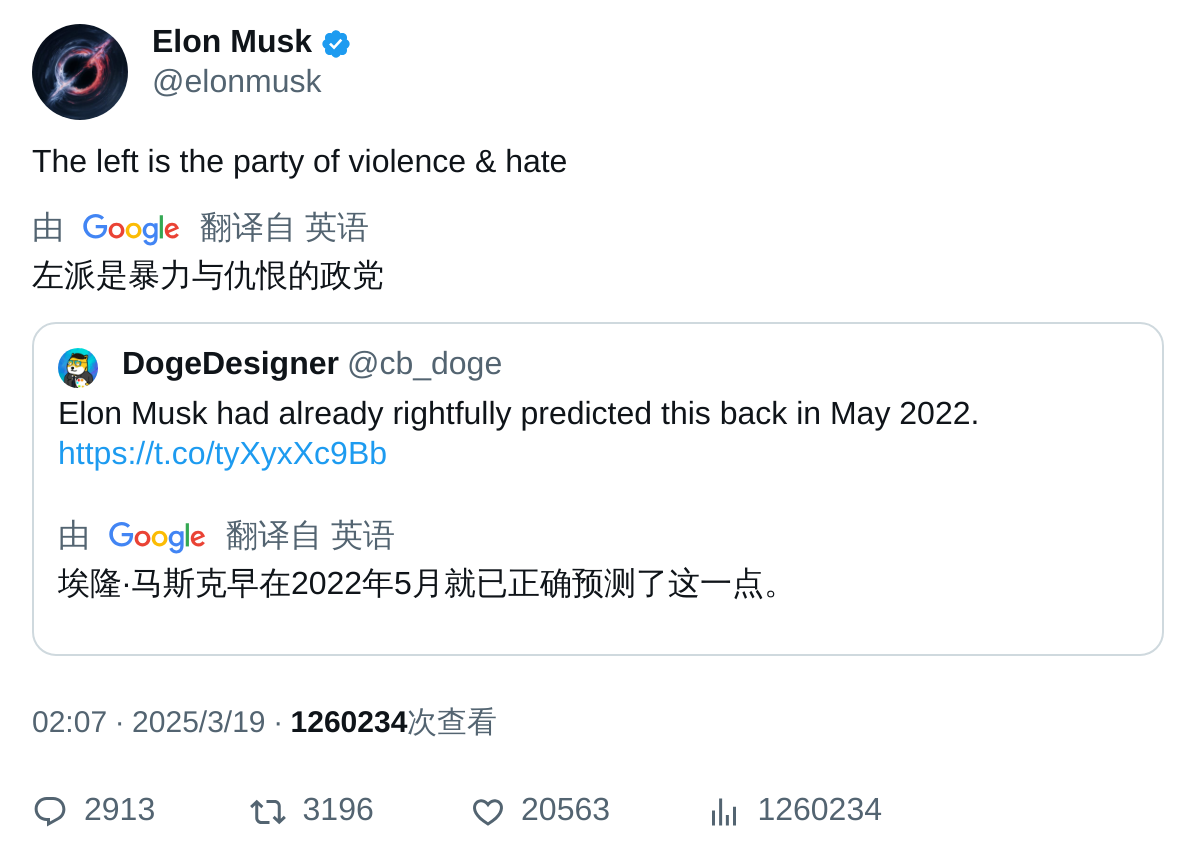 Elon Musk
@elonmusk
The left is the party of violence & hate
由 Google 翻译自 英语
左派是暴力与仇恨的政党
DogeDesigner @cb_doge
Elon Musk had already rightfully predicted this back in May 2022.
https://t.co/tyXyxXc9Bb
由 Google 翻译自 英语
埃隆·马斯克早在2022年5月就已正确预测了这一点。
02:07 · 2025/3/19 · 1260234次查看
2913 3196 20563 1260234